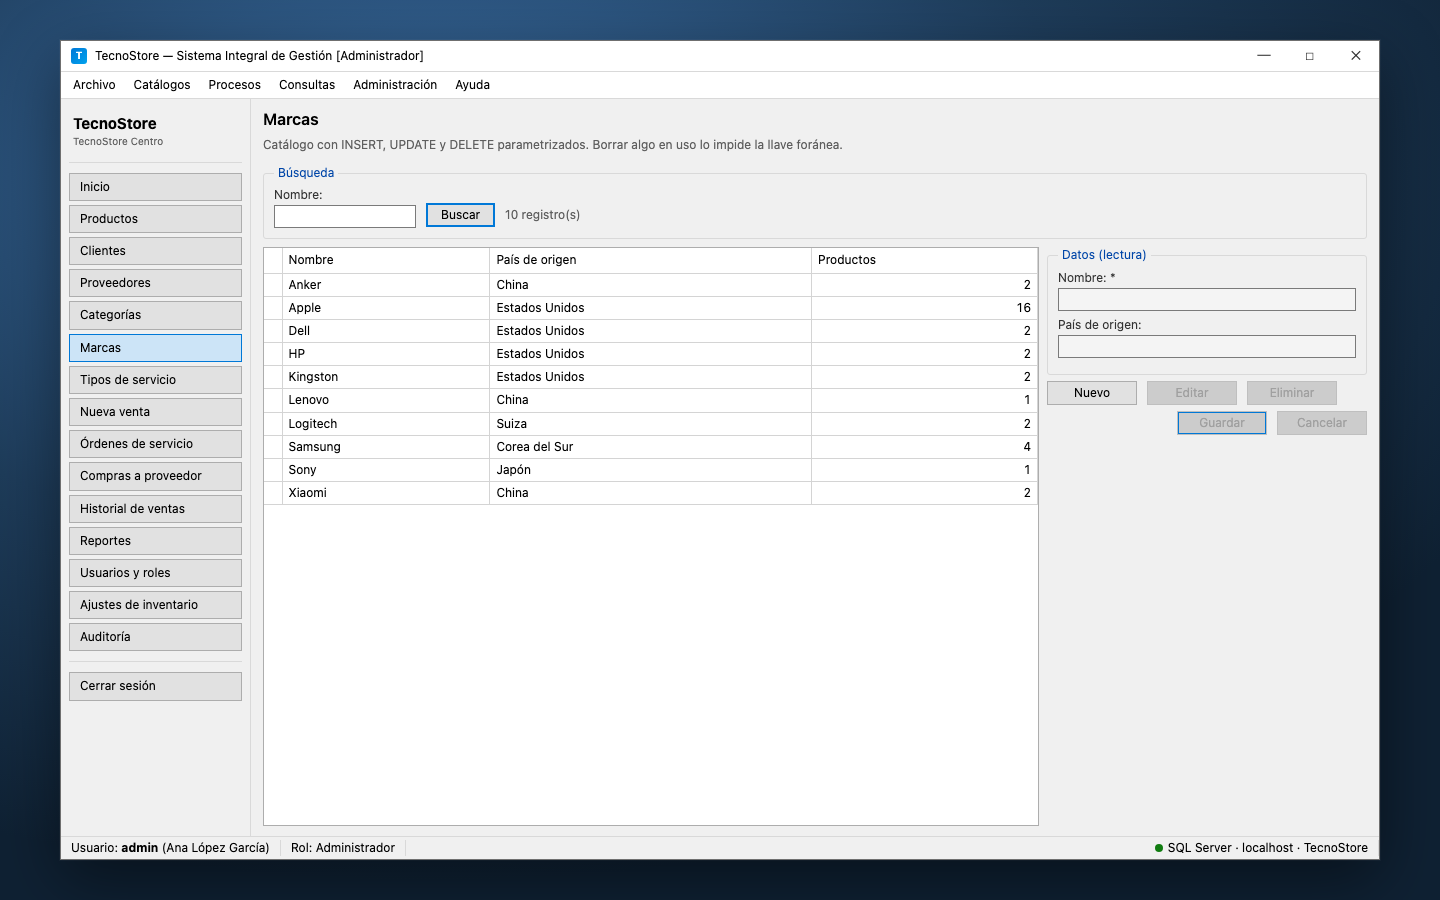 T TecnoStore — Sistema Integral de Gestión [Administrador]
Archivo Catálogos Procesos Consultas Administración Ayuda
TecnoStore
TecnoStore Centro
Inicio
Productos
Clientes
Proveedores
Categorías
Marcas
Tipos de servicio
Nueva venta
Órdenes de servicio
Compras a proveedor
Historial de ventas
Reportes
Usuarios y roles
Ajustes de inventario
Auditoría
Cerrar sesión
Marcas
Catálogo con INSERT, UPDATE y DELETE parametrizados. Borrar algo en uso lo impide la llave foránea.
Búsqueda
Nombre:
Buscar 10 registro(s)
Nombre País de origen Productos
Anker China 2
Apple Estados Unidos 16
Dell Estados Unidos 2
HP Estados Unidos 2
Kingston Estados Unidos 2
Lenovo China 1
Logitech Suiza 2
Samsung Corea del Sur 4
Sony Japón 1
Xiaomi China 2
Datos (lectura)
Nombre: *
País de origen:
Nuevo Editar Eliminar
Guardar Cancelar
Usuario: admin (Ana López García) Rol: Administrador SQL Server · localhost · TecnoStore